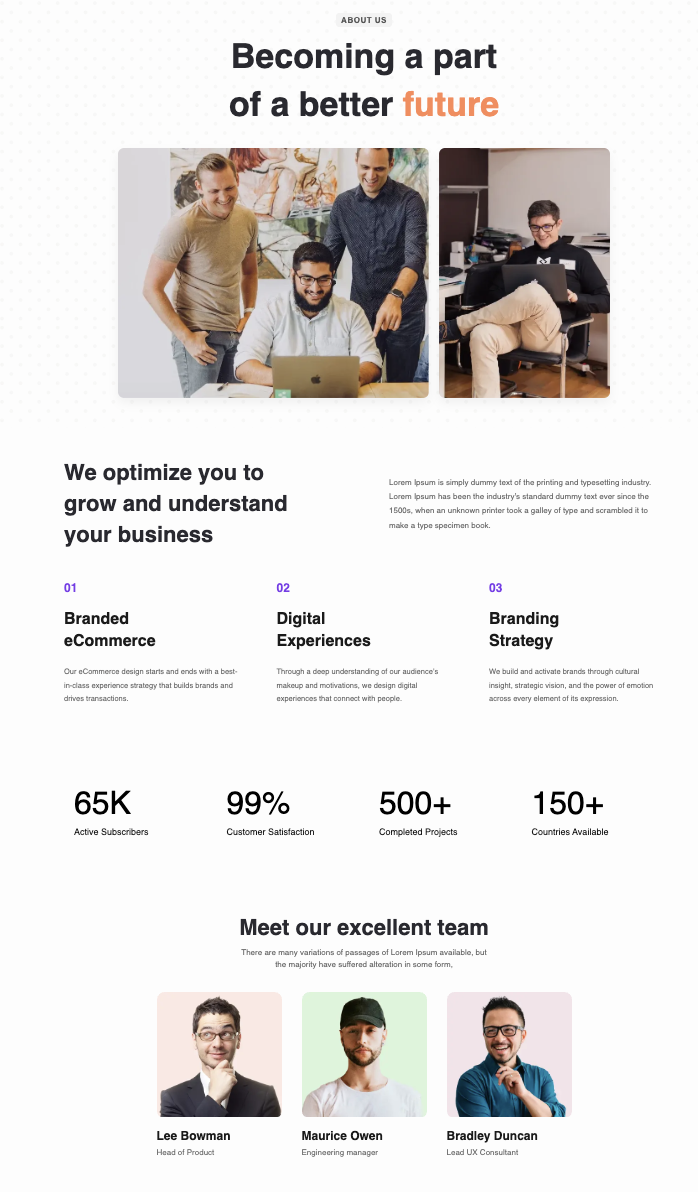 ABOUT US
Becoming a part
of a better future
We optimize you to
grow and understand
your business
Lorem Ipsum is simply dummy text of the printing and typesetting industry.
Lorem Ipsum has been the industry's standard dummy text ever since the
1500s, when an unknown printer took a galley of type and scrambled it to
make a type specimen book.
01
Branded
eCommerce
Our eCommerce design starts and ends with a best-
in-class experience strategy that builds brands and
drives transactions.
02
Digital
Experiences
Through a deep understanding of our audience's
makeup and motivations, we design digital
experiences that connect with people.
03
Branding
Strategy
We build and activate brands through cultural
insight, strategic vision, and the power of emotion
across every element of its expression.
65K
Active Subscribers
99%
Customer Satisfaction
500+
Completed Projects
150+
Countries Available
Meet our excellent team
There are many variations of passages of Lorem Ipsum available, but
the majority have suffered alteration in some form,
Lee Bowman
Head of Product
Maurice Owen
Engineering manager
Bradley Duncan
Lead UX Consultant